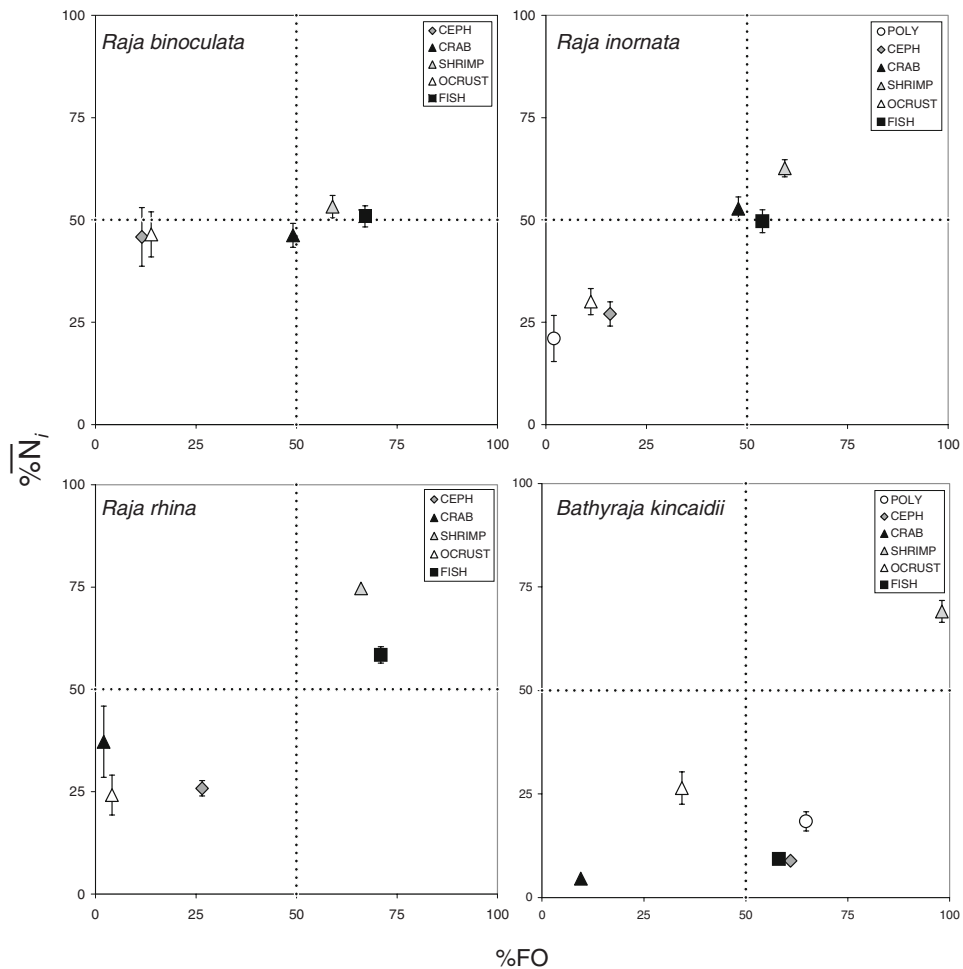 Raja binoculata
CEPH
CRAB
SHRIMP
OCRUST
FISH
100
75
50
25
0
0
25
50
75
100
Raja inornata
POLY
CEPH
CRAB
SHRIMP
OCRUST
FISH
100
75
50
25
0
0
25
50
75
100
%N̅i
Raja rhina
CEPH
CRAB
SHRIMP
OCRUST
FISH
100
75
50
25
0
0
25
50
75
100
Bathyraja kincaidii
POLY
CEPH
CRAB
SHRIMP
OCRUST
FISH
100
75
50
25
0
0
25
50
75
100
%FO